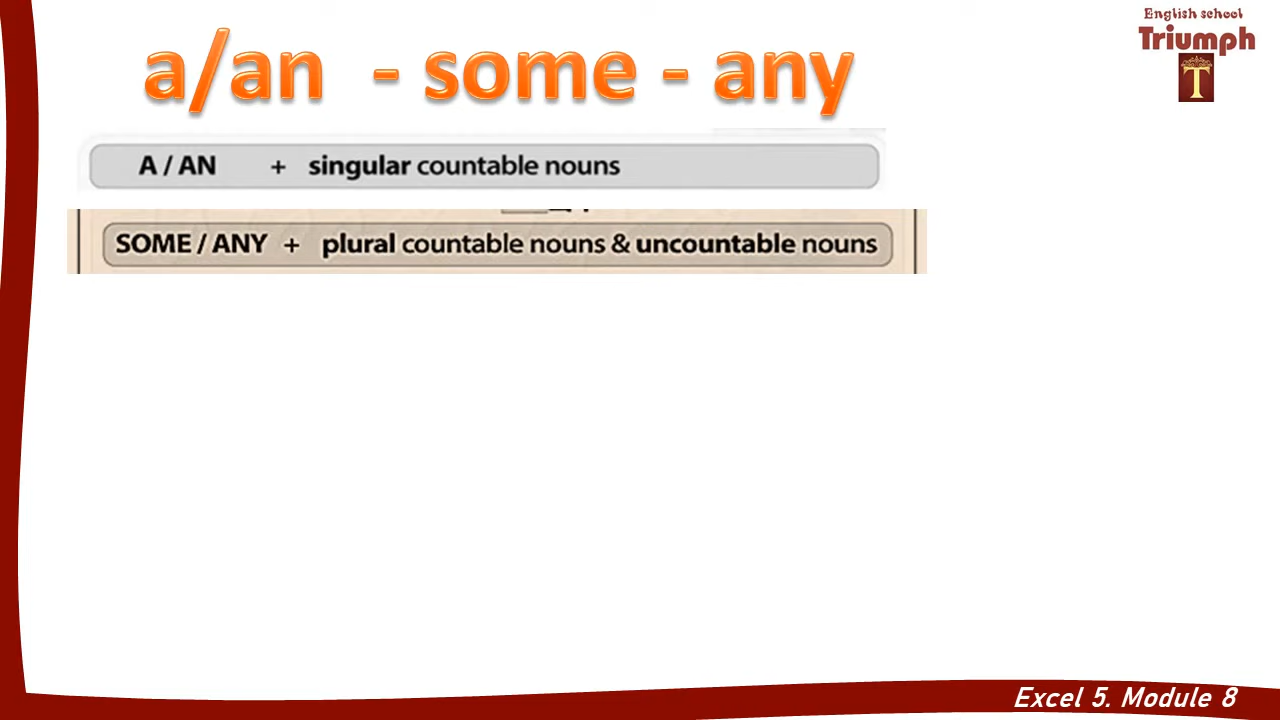 English school
Triumph
T
a/an - some - any
A / AN + singular countable nouns
SOME / ANY + plural countable nouns & uncountable nouns
Excel 5. Module 8